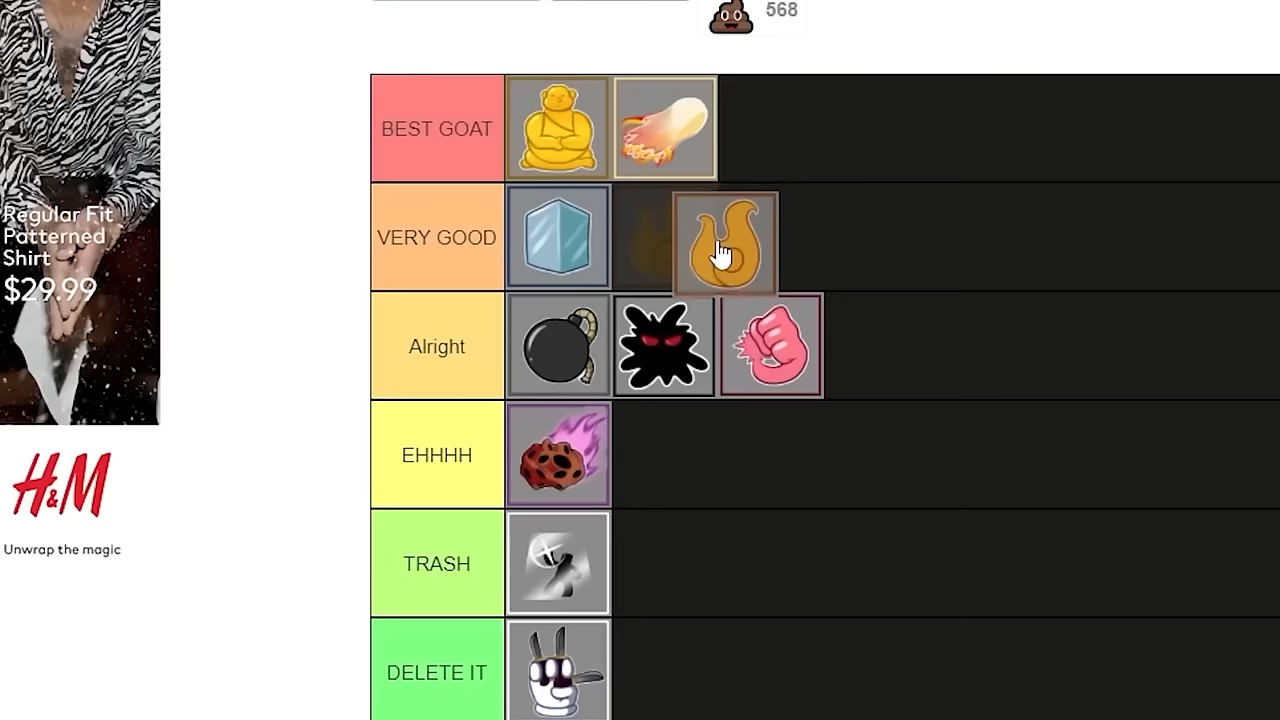 568
BEST GOAT
VERY GOOD
Regular Fit
Patterned
Shirt
$29.99
Alright
EHHHH
H&M
Unwrap the magic
TRASH
DELETE IT